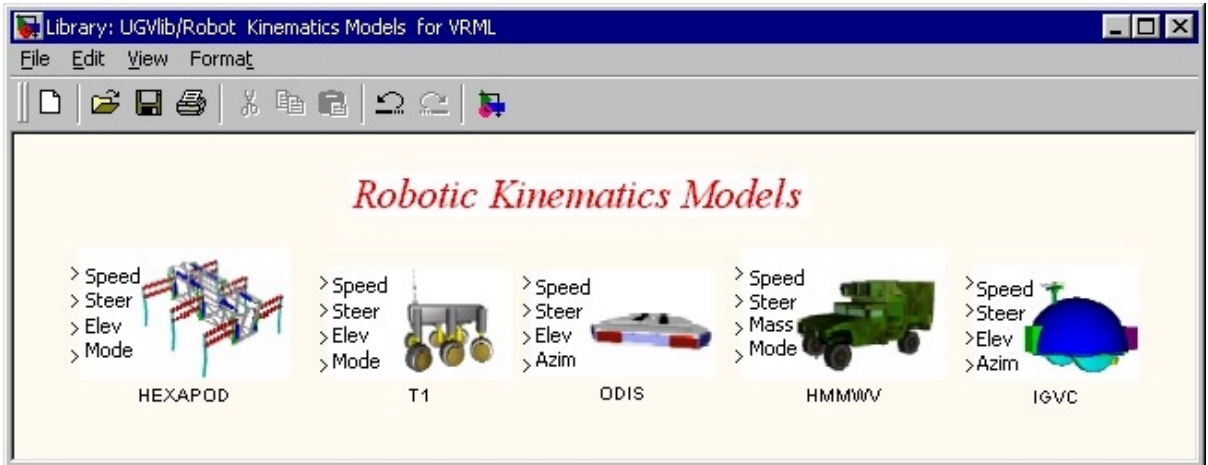 Library: UGVlib/Robot Kinematics Models for VRML
File Edit View Format
Robotic Kinematics Models
Speed
Steer
Elev
Mode
HEXAPOD
Speed
Steer
Elev
Mode
T1
Speed
Steer
Elev
Azim
ODIS
Speed
Steer
Mass
Mode
HMMWV
Speed
Steer
Elev
Azim
IGVC